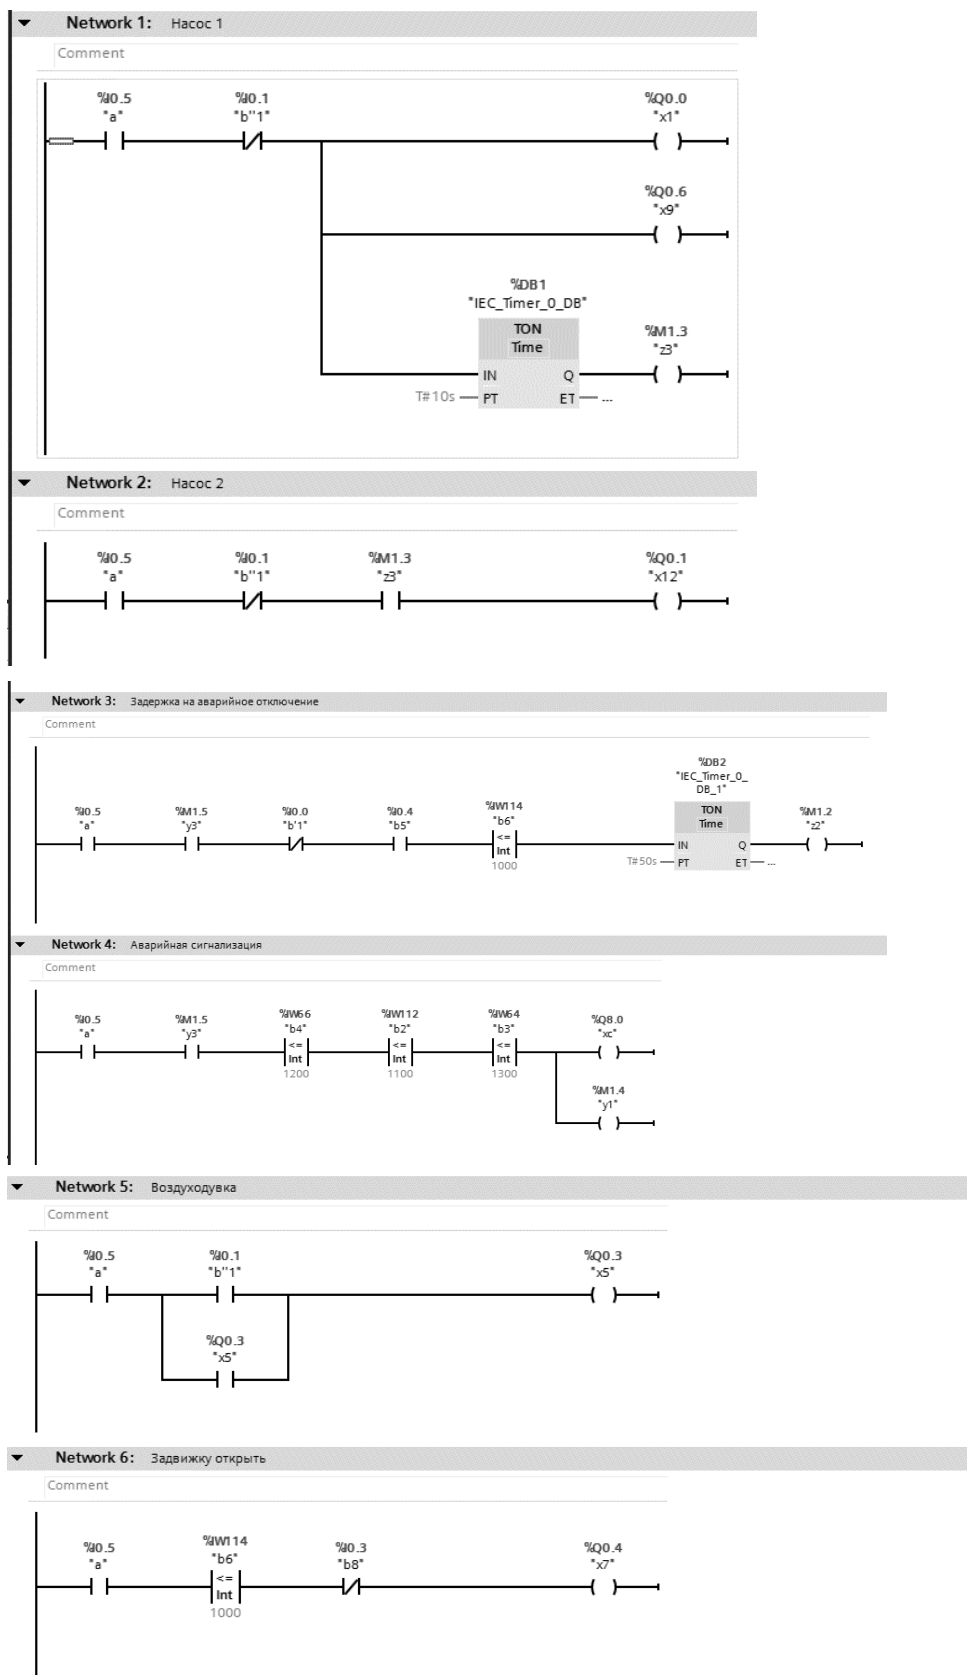 Network 1: Насос 1
Comment
%I0.5 %I0.1 %Q0.0
"a" "b''1" "x1"
%Q0.6
"x9"
%DB1
"IEC_Timer_0_DB"
TON
Time
%M1.3
"z3"
IN Q
T#10s PT ET ...
Network 2: Насос 2
Comment
%I0.5 %I0.1 %M1.3 %Q0.1
"a" "b''1" "z3" "x12"
Network 3: Задержка на аварийное отключение
Comment
%DB2
"IEC_Timer_0_
DB_1"
%I0.5 %M1.5 %I0.0 %I0.4 %IW114 TON %M1.2
"a" "y3" "b'1" "b5" "b6" Time "z2"
<=
Int
1000
IN Q
T#50s PT ET ...
Network 4: Аварийная сигнализация
Comment
%I0.5 %M1.5 %IW66 %IW112 %IW64 %Q8.0
"a" "y3" "b4" "b2" "b3" "xc"
<= <= <=
Int Int Int
1200 1100 1300
%M1.4
"y1"
Network 5: Воздуходувка
Comment
%I0.5 %I0.1 %Q0.3
"a" "b''1" "x5"
%Q0.3
"x5"
Network 6: Задвижку открыть
Comment
%I0.5 %IW114 %I0.3 %Q0.4
"a" "b6" "b8" "x7"
<=
Int
1000